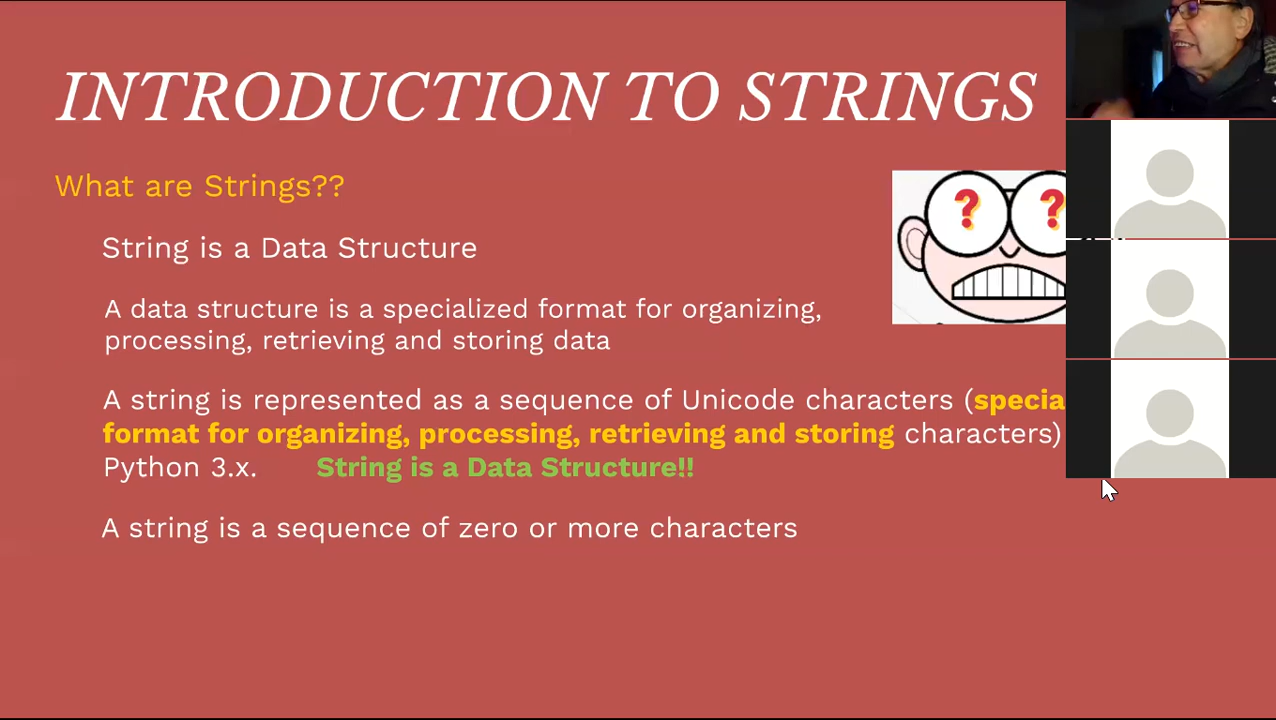 INTRODUCTION TO STRINGS
What are Strings??
String is a Data Structure
? ?
A data structure is a specialized format for organizing,
processing, retrieving and storing data
A string is represented as a sequence of Unicode characters (specia
format for organizing, processing, retrieving and storing characters)
Python 3.x. String is a Data Structure!!
A string is a sequence of zero or more characters